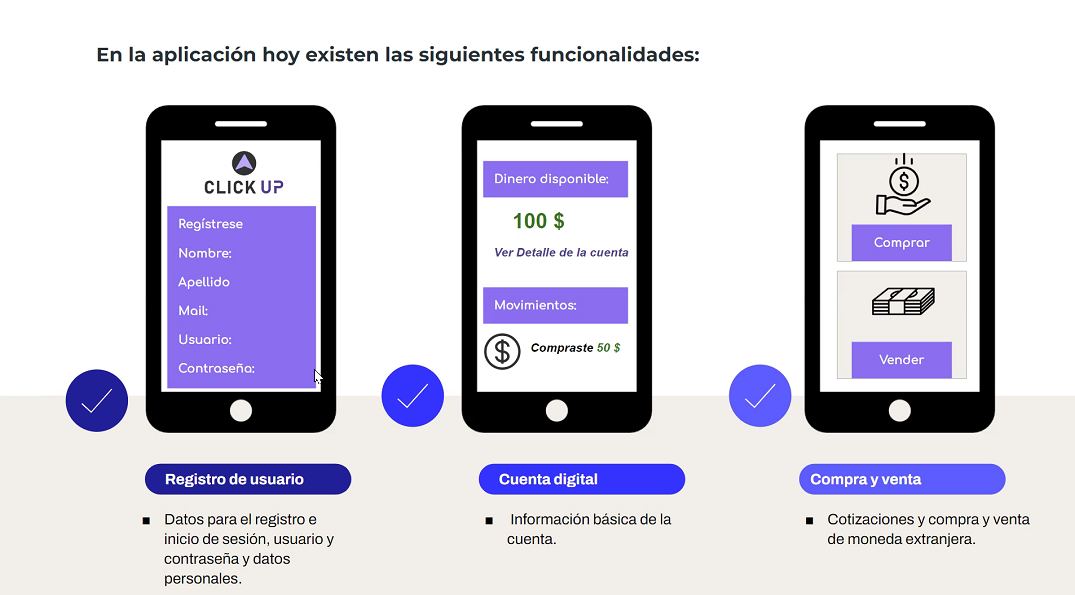 En la aplicación hoy existen las siguientes funcionalidades:
CLICK UP
Regístrese
Nombre:
Apellido
Mail:
Usuario:
Contraseña:
Dinero disponible:
100 $
Ver Detalle de la cuenta
Movimientos:
$
Compraste 50 $
$
Comprar
Vender
Registro de usuario
Datos para el registro e
inicio de sesión, usuario y
contraseña y datos
personales.
Cuenta digital
Información básica de la
cuenta.
Compra y venta
Cotizaciones y compra y venta
de moneda extranjera.